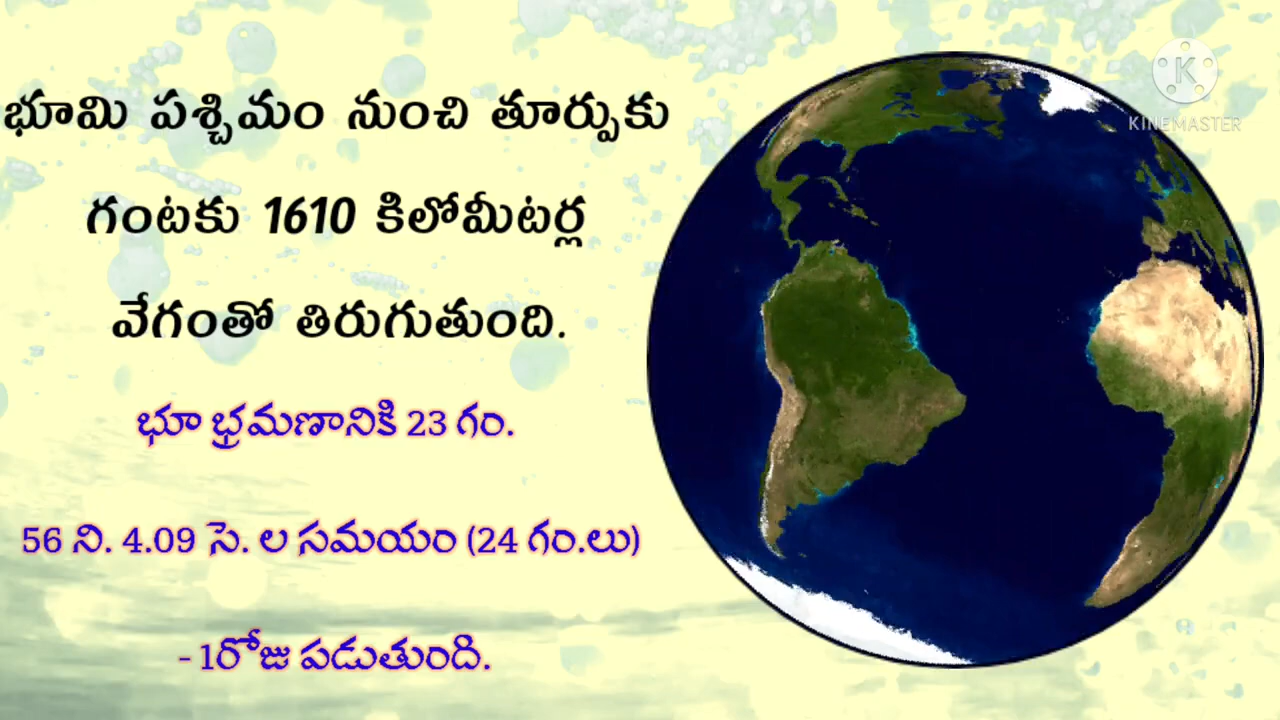 భూమి పశ్చిమం నుంచి తూర్పుకు
గంటకు 1610 కిలోమీటర్ల
వేగంతో తిరుగుతుంది.
భూ భ్రమణానికి 23 గం.
56 ని. 4.09 సె. ల సమయం (24 గం.లు)
- 1రోజు పడుతుంది.
K
KINEMASTER